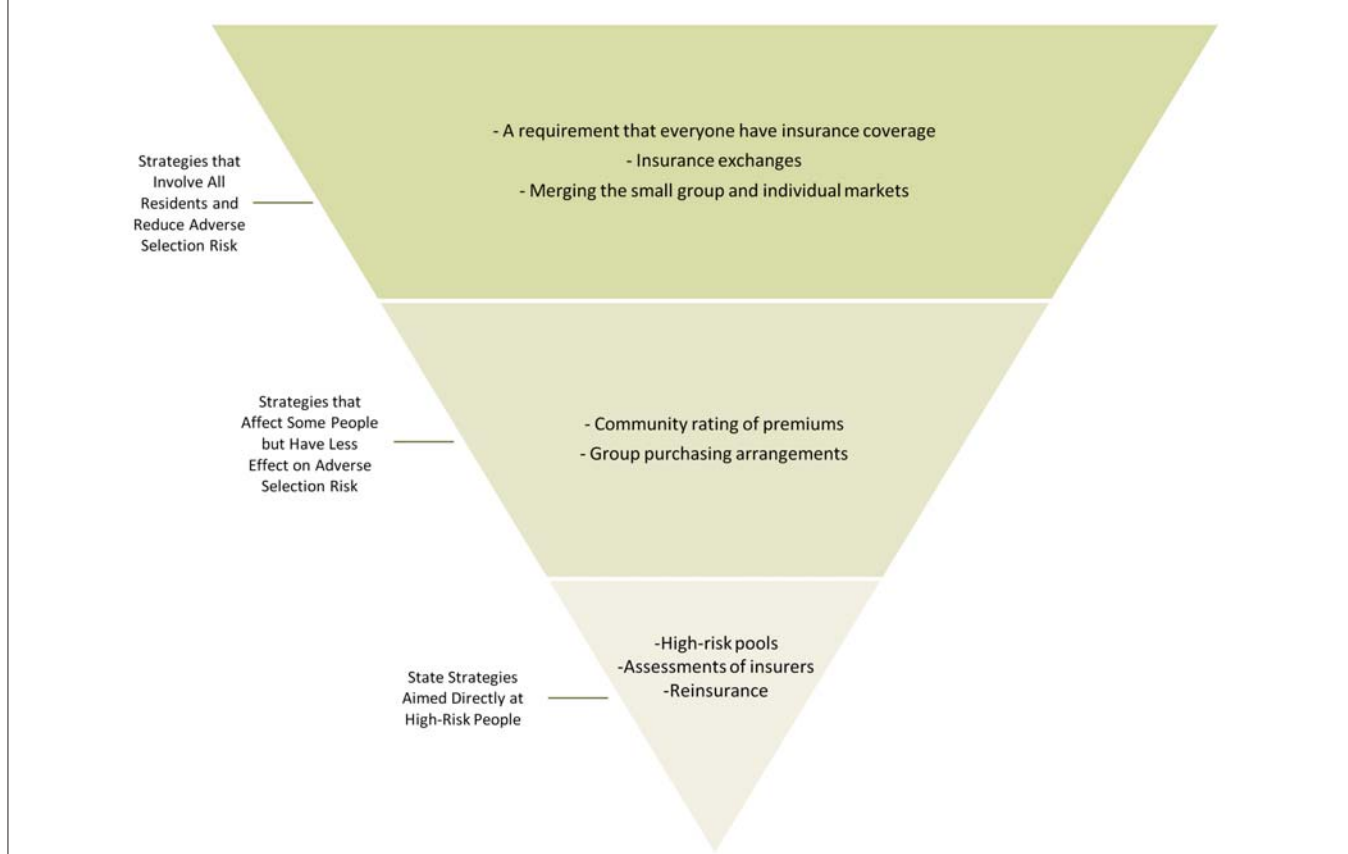 - A requirement that everyone have insurance coverage
- Insurance exchanges
- Merging the small group and individual markets
Strategies that
Involve All
Residents and
Reduce Adverse
Selection Risk
Strategies that
Affect Some People
but Have Less
Effect on Adverse
Selection Risk
- Community rating of premiums
- Group purchasing arrangements
-High-risk pools
-Assessments of insurers
-Reinsurance
State Strategies
Aimed Directly at
High-Risk People